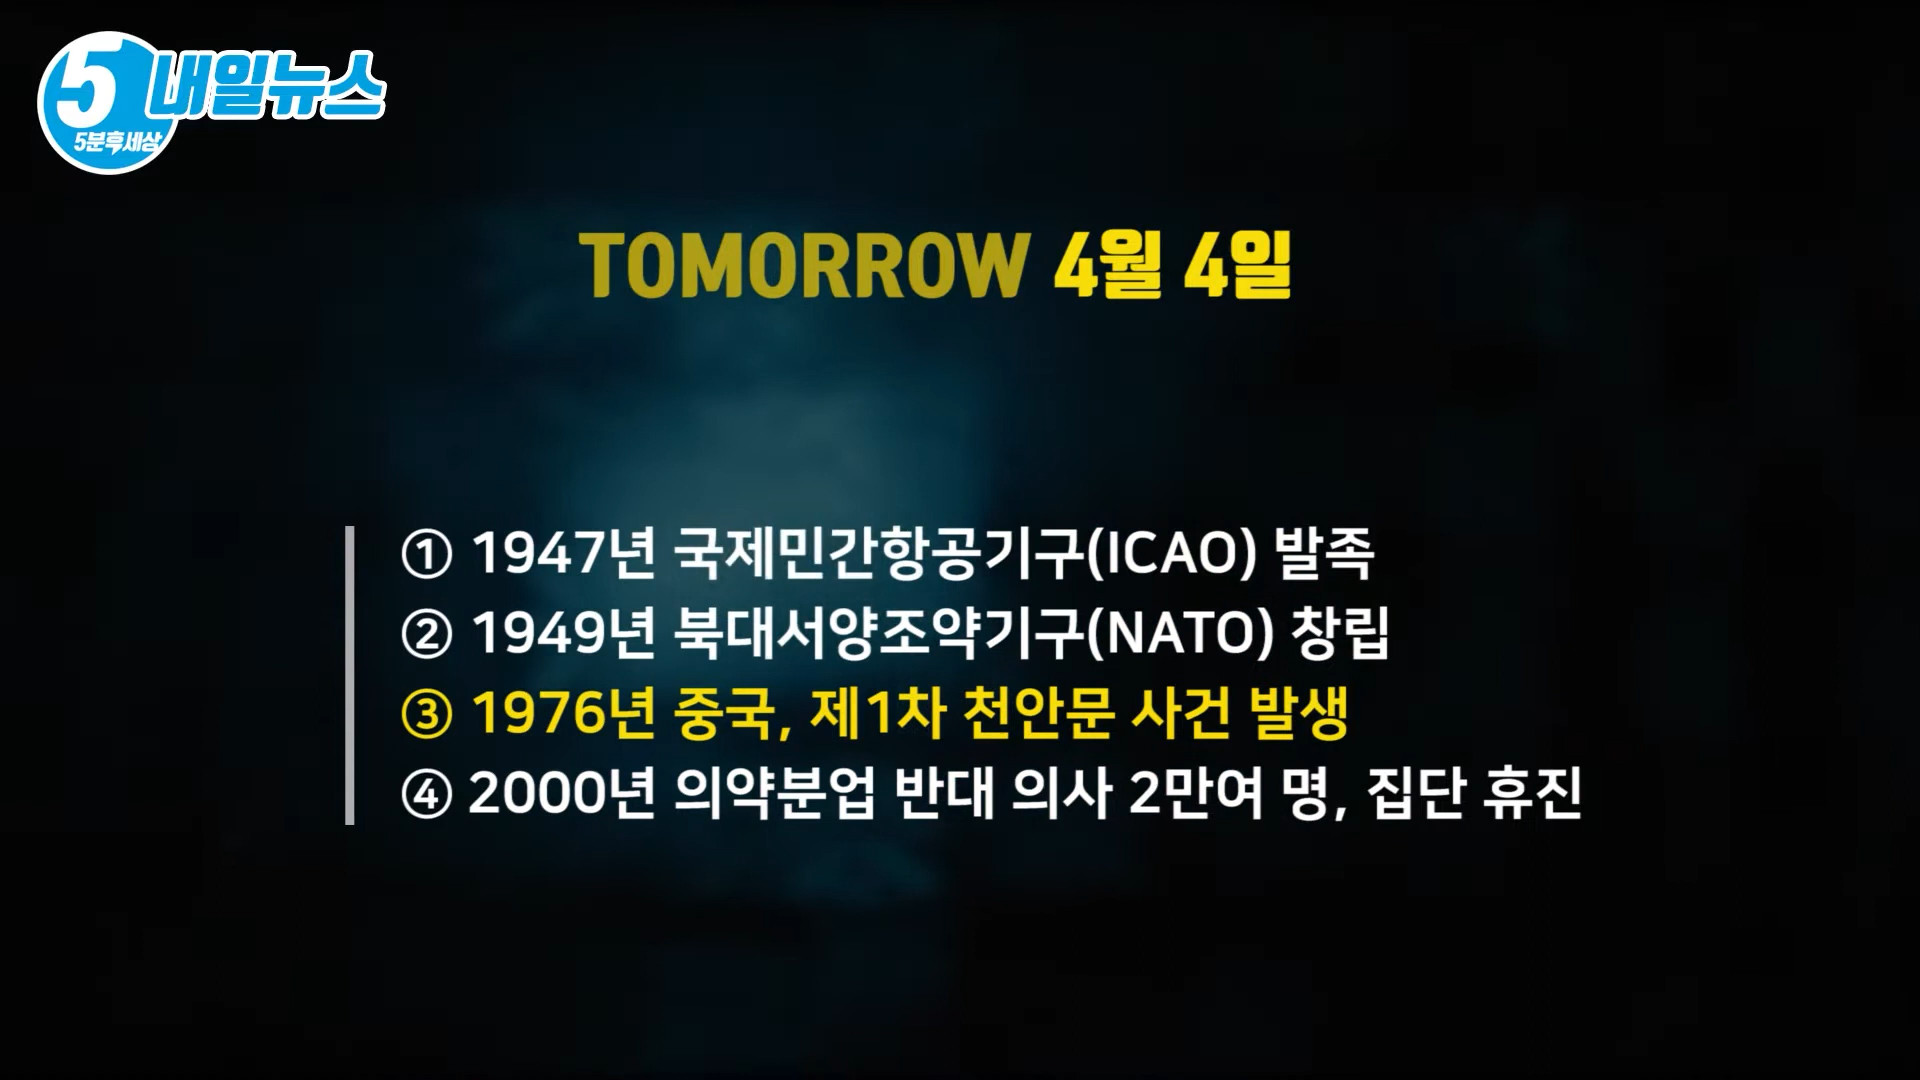 5 내일뉴스
5분후세상
TOMORROW 4월 4일
① 1947년 국제민간항공기구(ICAO) 발족
② 1949년 북대서양조약기구(NATO) 창립
③ 1976년 중국, 제1차 천안문 사건 발생
④ 2000년 의약분업 반대 의사 2만여 명, 집단 휴진